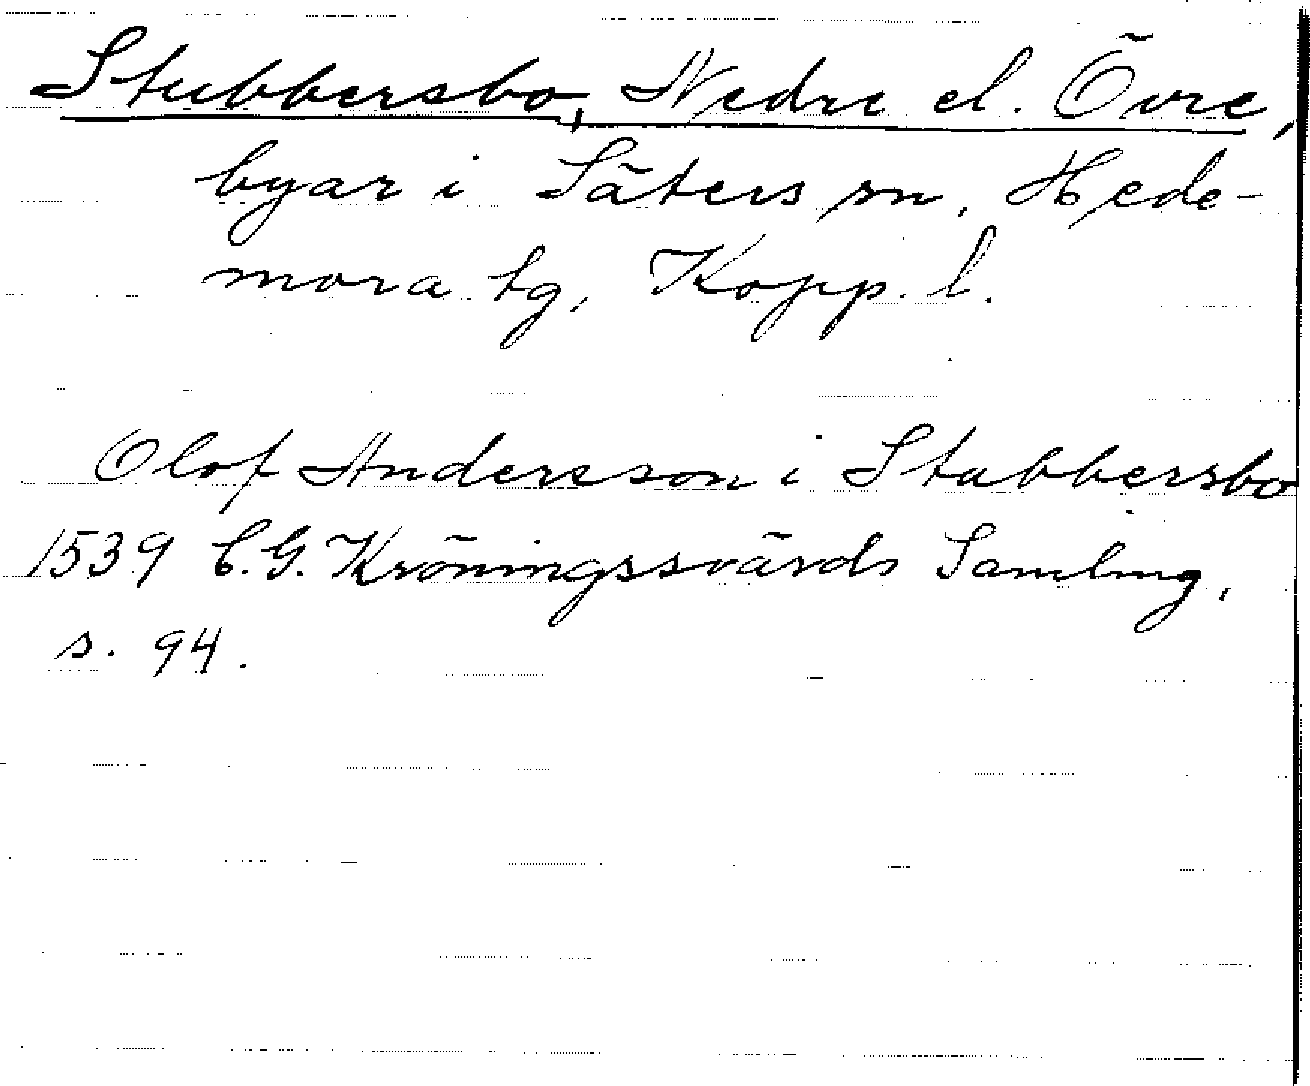 Stubbersbo, Nedre el. Övre,
byar i Säters sn, Hede-
mora tg, Kopp. l.
Olof Andersson i Stubbersbo
1539 C.G. Kröningssvärds Samling,
s. 94.